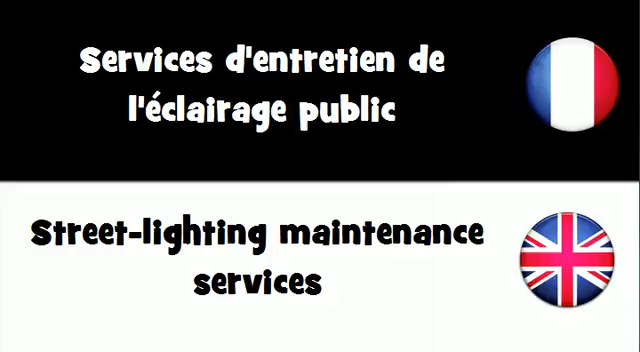 Services d'entretien de
l'éclairage public
Street-lighting maintenance
services